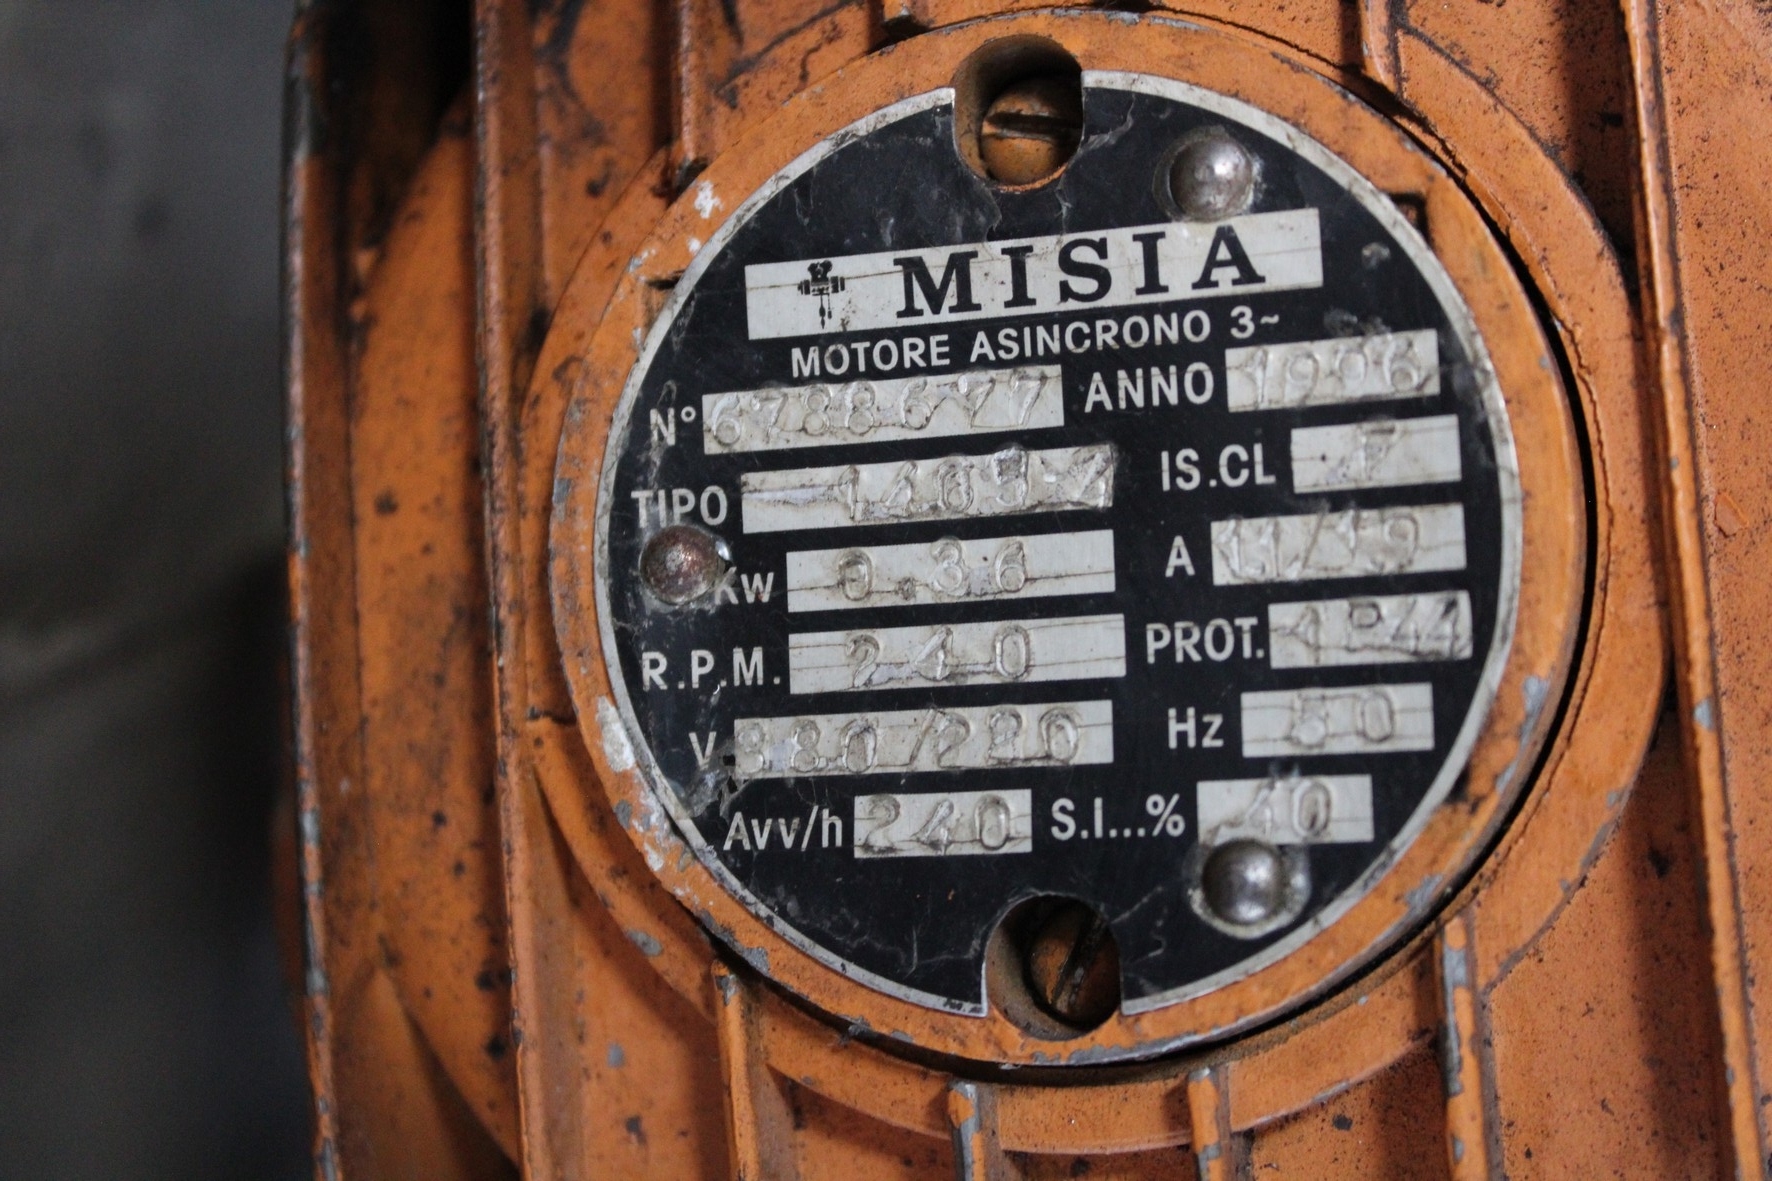 MISIA
MOTORE ASINCRONO 3~
N° 6788677 ANNO 1996
TIPO IS.CL F
Kw 0.36 A
R.P.M. 240 PROT. IP44
V 380/220 Hz 50
Avv/h 240 S.I...% 40